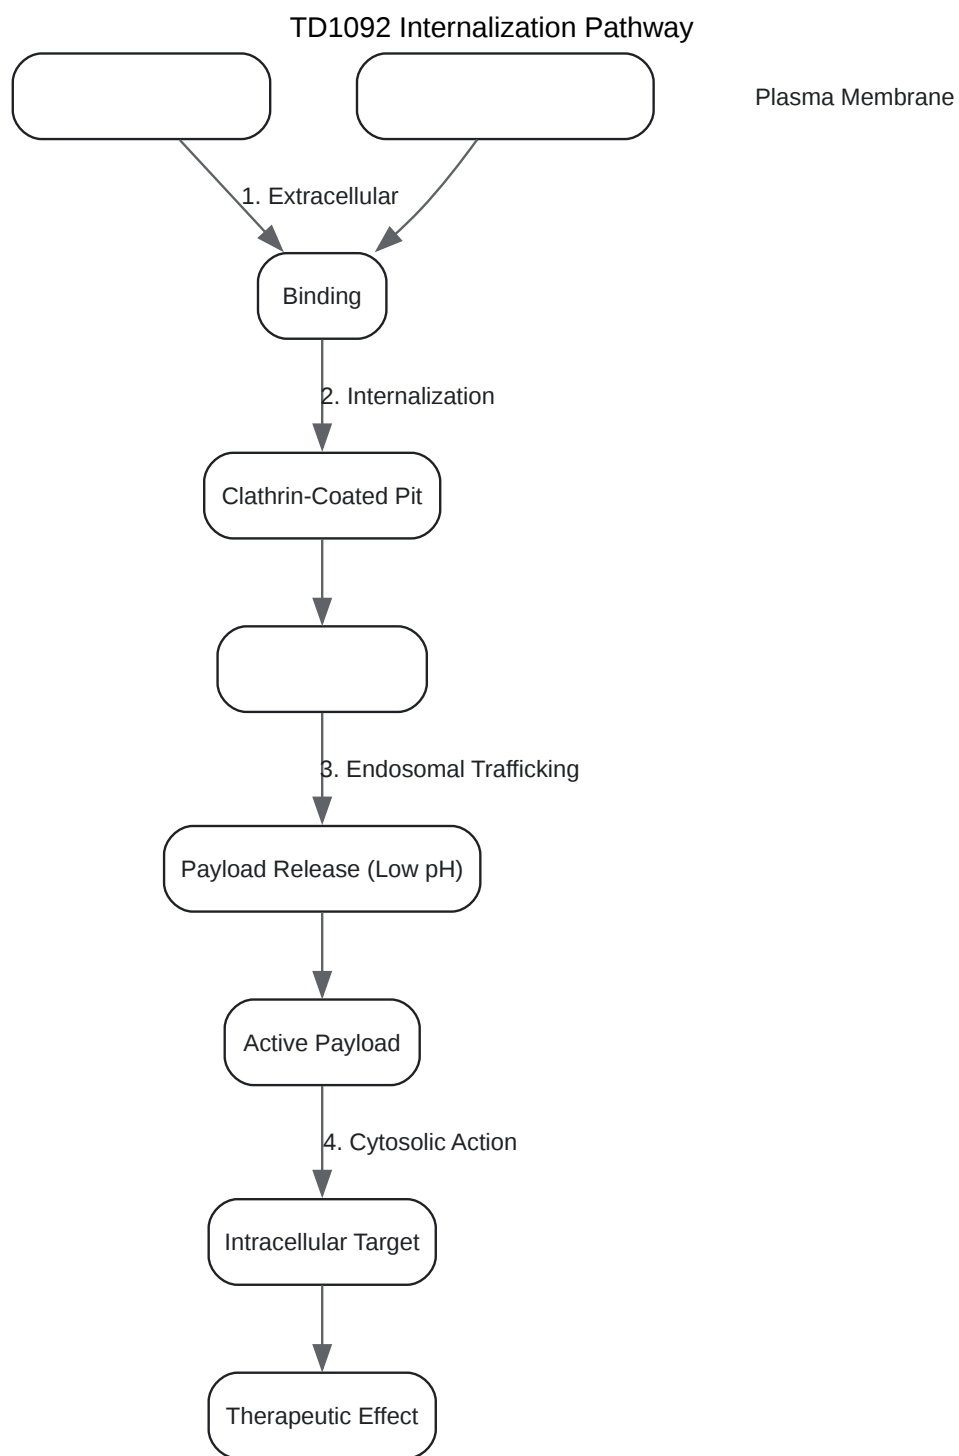 TD1092 Internalization Pathway
Plasma Membrane
1. Extracellular
Binding
2. Internalization
Clathrin-Coated Pit
3. Endosomal Trafficking
Payload Release (Low pH)
Active Payload
4. Cytosolic Action
Intracellular Target
Therapeutic Effect